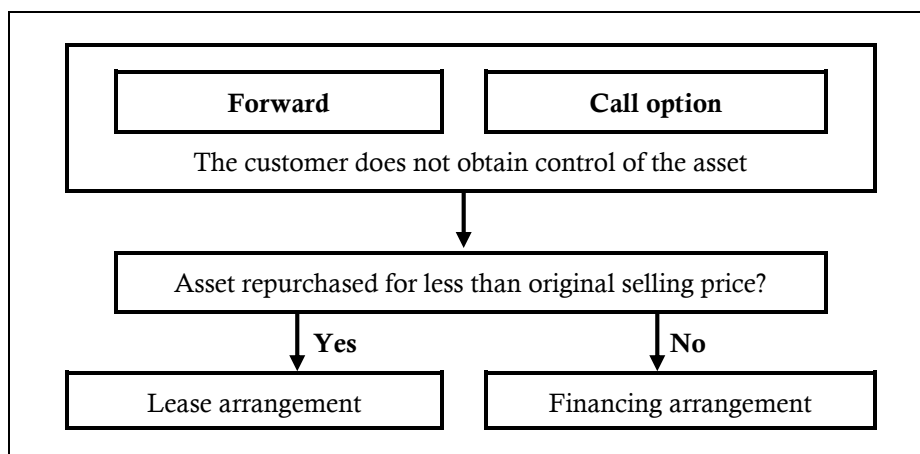 Forward
Call option
The customer does not obtain control of the asset
Asset repurchased for less than original selling price?
Yes
No
Lease arrangement
Financing arrangement